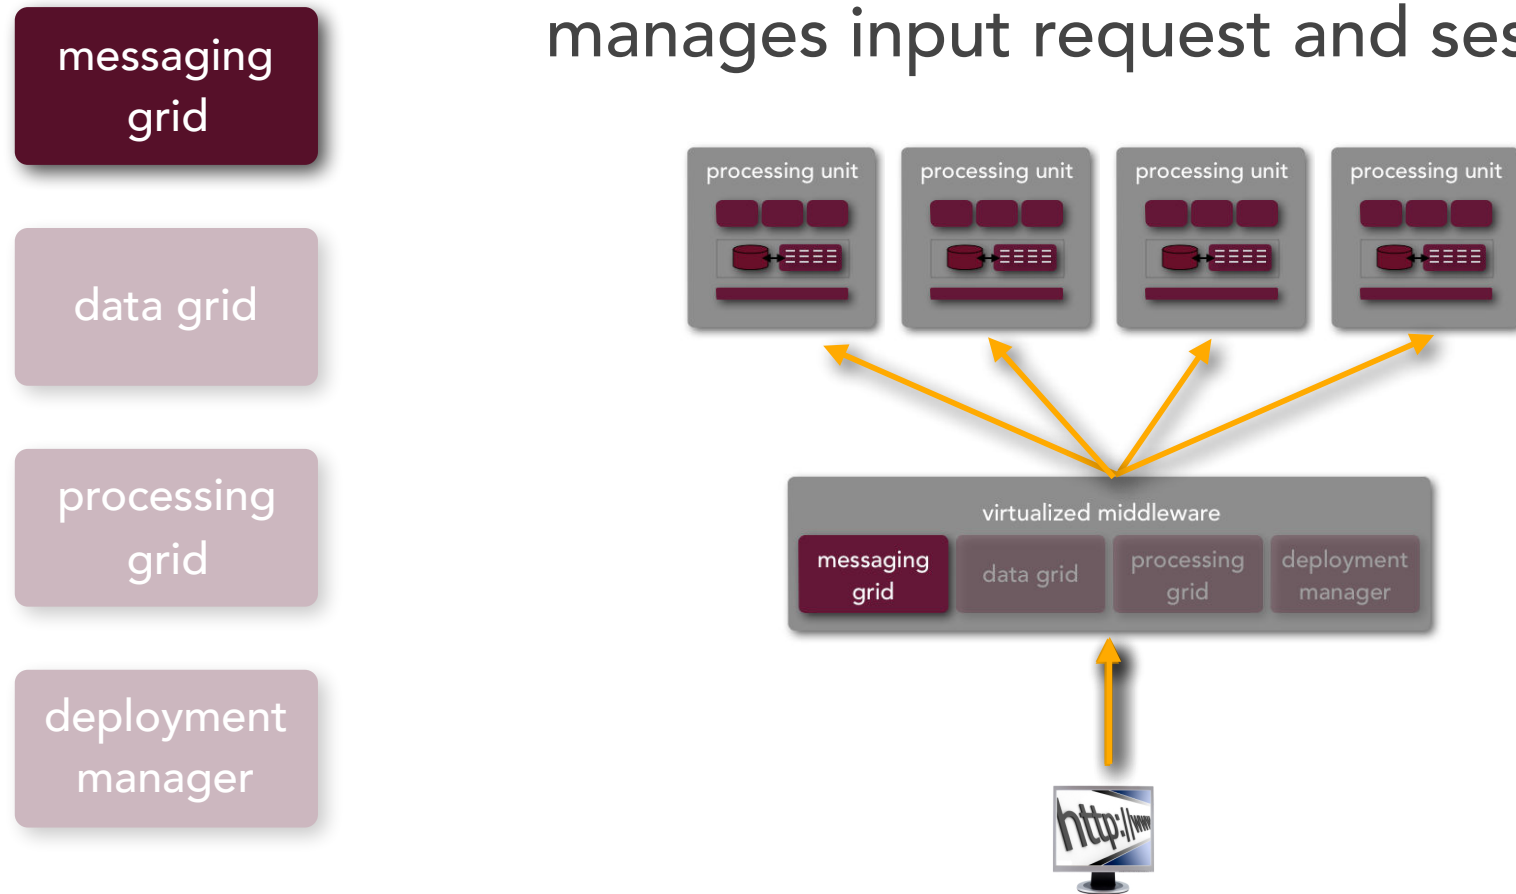 messaging
grid
data grid
processing
grid
deployment
manager
manages input request and ses
processing unit
processing unit
processing unit
processing unit
virtualized middleware
messaging
grid
data grid
processing
grid
deployment
manager
http://www